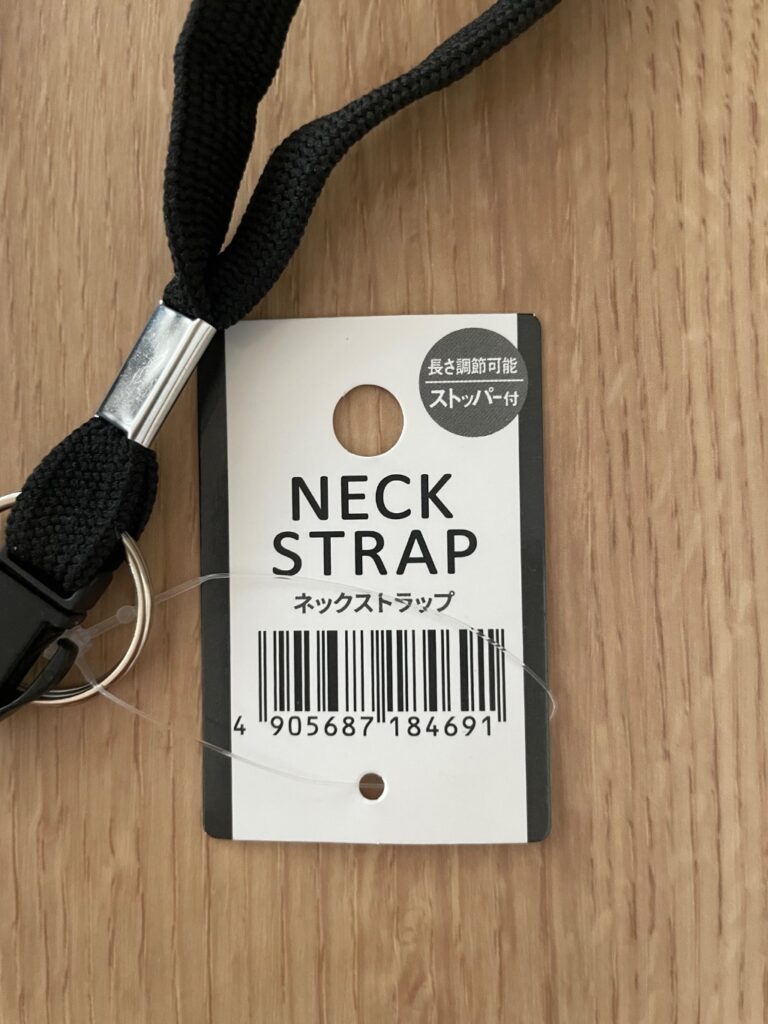 長さ調節可能
ストッパー付
NECK
STRAP
ネックストラップ
4 905687 184691